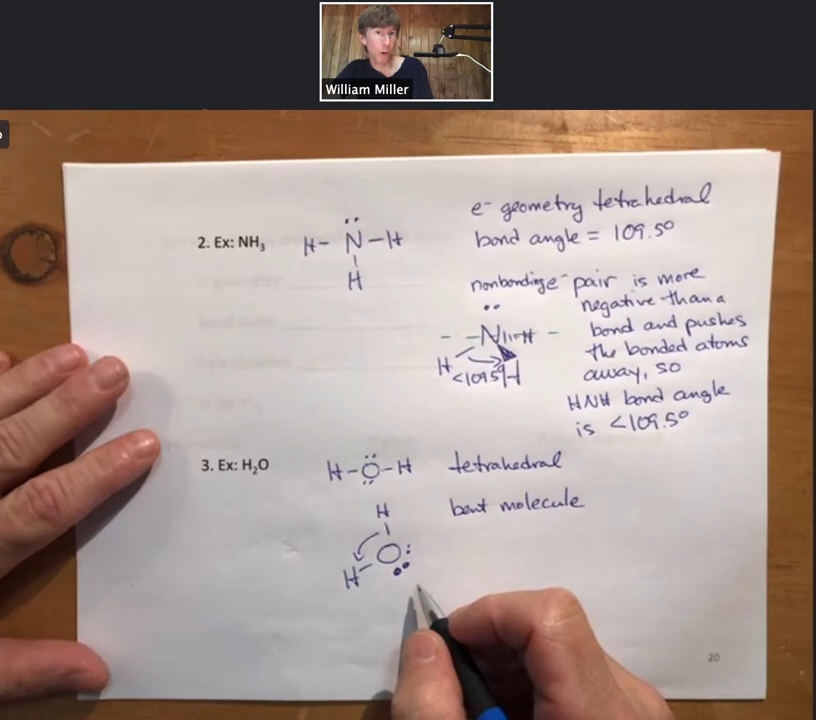 William Miller
2. Ex: NH₃
H-N-H
H
e⁻ geometry tetrahedral
bond angle = 109.5°
nonbonding e⁻ pair is more
negative than a
bond and pushes
the bonded atoms
away, so
HNH bond angle
is <109.5°
N H
H
<109.5° H
3. Ex: H₂O
H-O-H tetrahedral
bent molecule
H
O
H
20